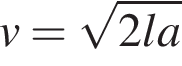 v = √2la